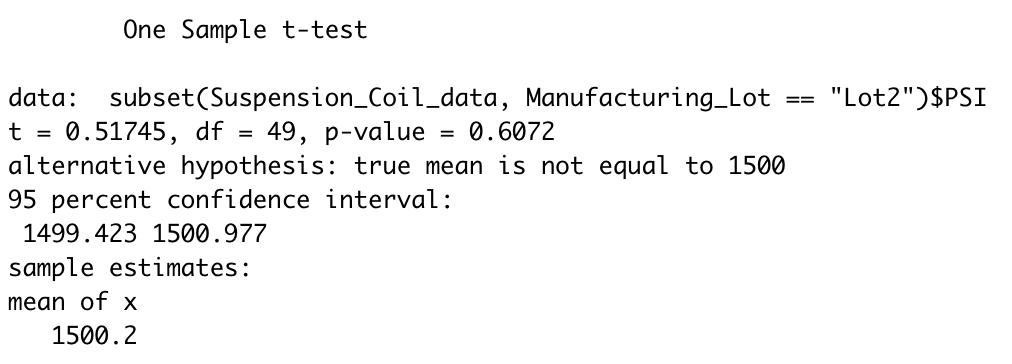 One Sample t-test
data:  subset(Suspension_Coil_data, Manufacturing_Lot == "Lot2")$PSI
t = 0.51745, df = 49, p-value = 0.6072
alternative hypothesis: true mean is not equal to 1500
95 percent confidence interval:
 1499.423 1500.977
sample estimates:
mean of x
   1500.2